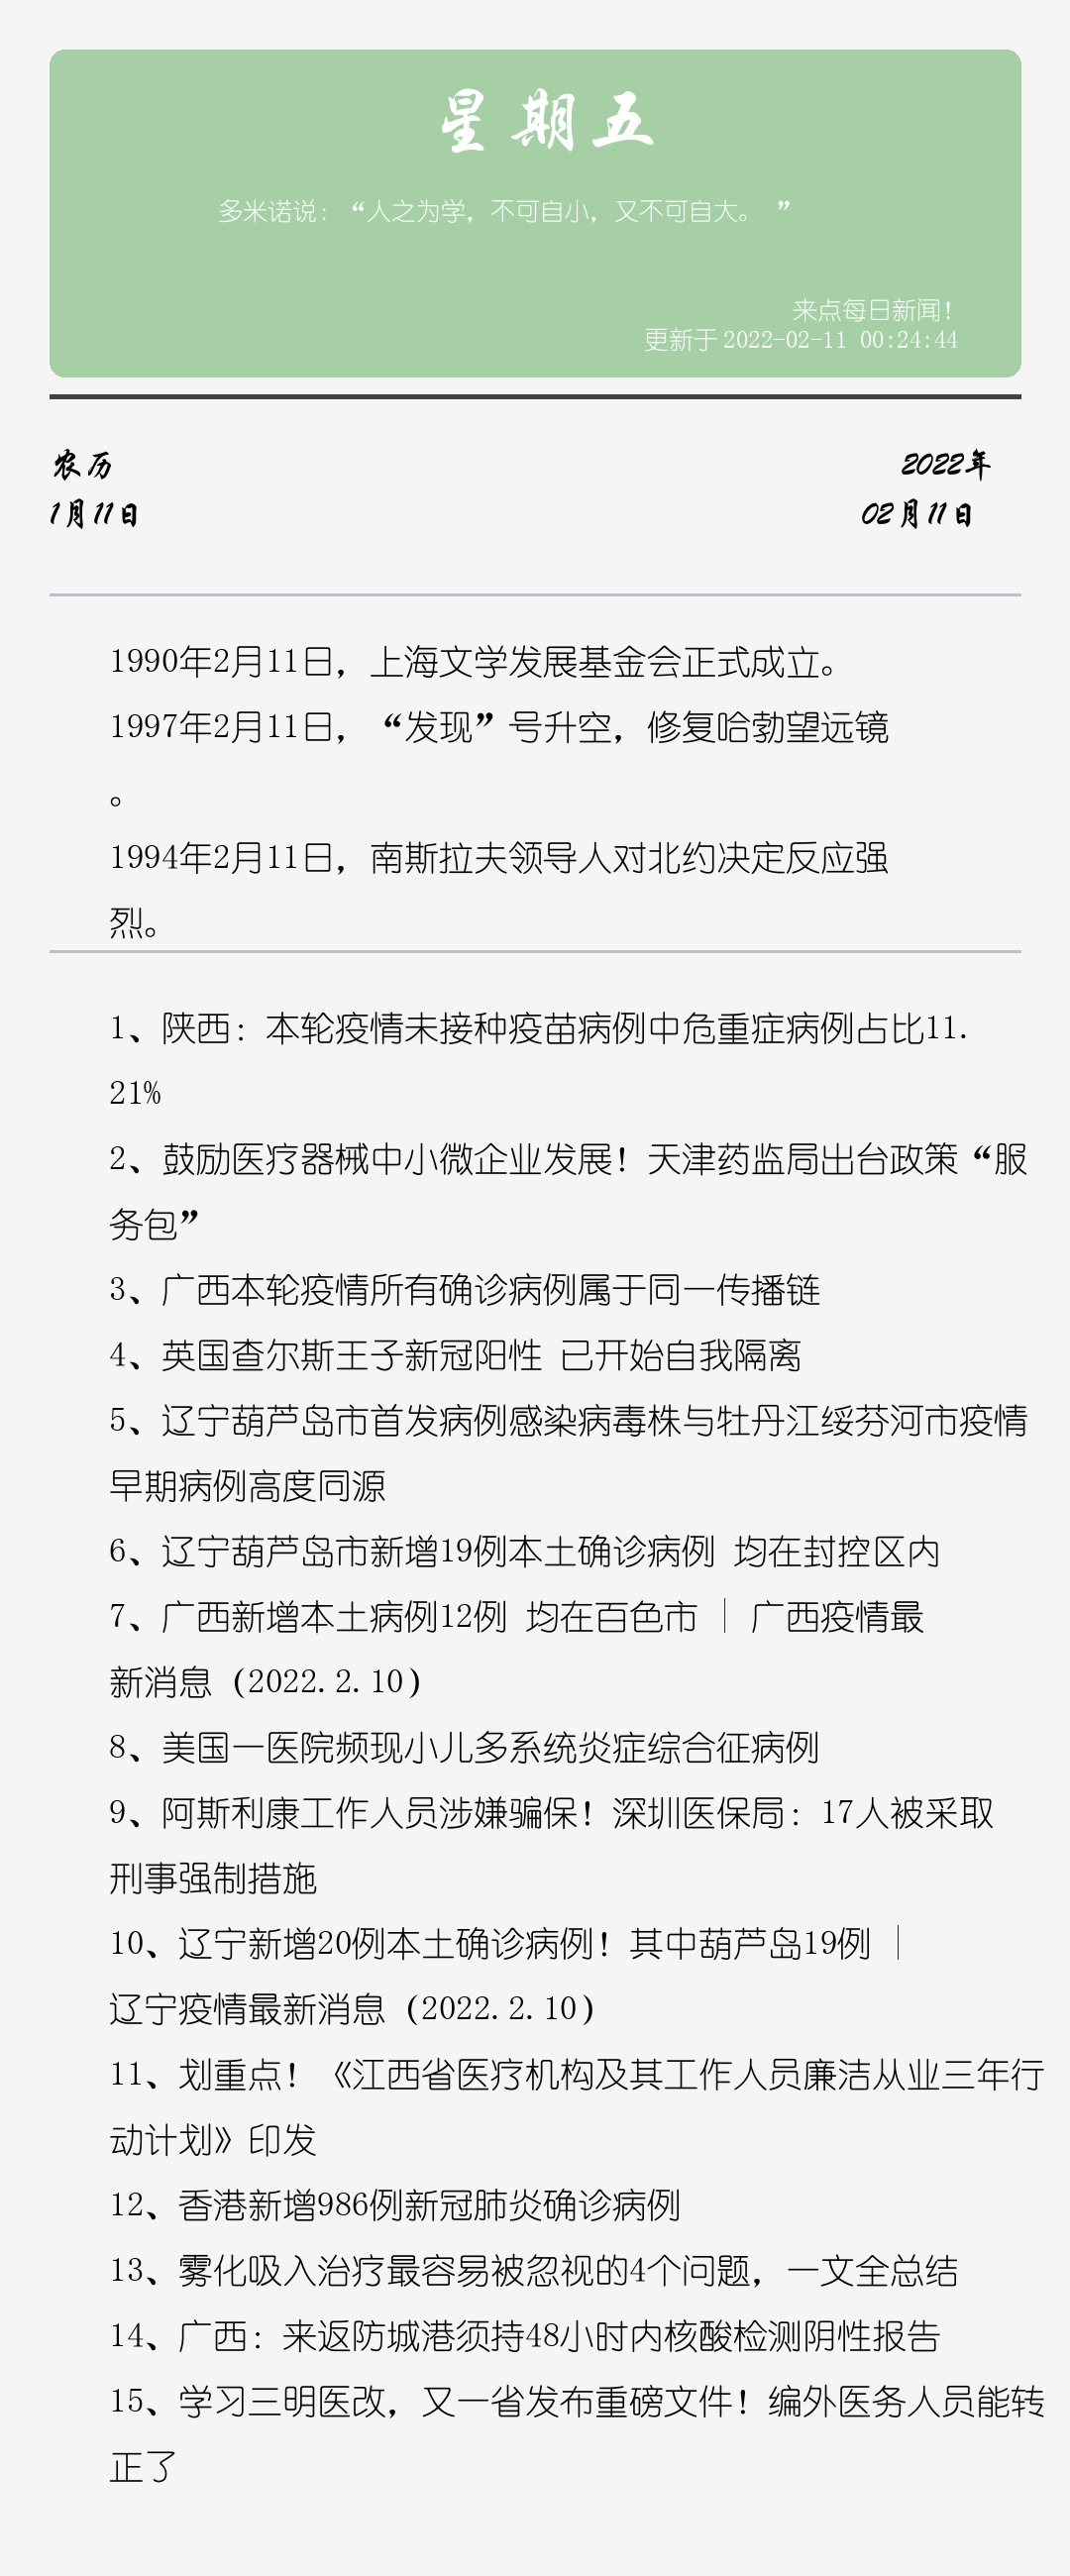 星期五
多米诺说：“人之为学，不可自小，又不可自大。 ”
来点每日新闻！
更新于 2022-02-11 00:24:44
农历
2022年
1月11日
02月11日
1990年2月11日，上海文学发展基金会正式成立。
1997年2月11日，“发现”号升空，修复哈勃望远镜
。
1994年2月11日，南斯拉夫领导人对北约决定反应强
烈。
1、陕西：本轮疫情未接种疫苗病例中危重症病例占比11.
21%
2、鼓励医疗器械中小微企业发展！天津药监局出台政策“服
务包”
3、广西本轮疫情所有确诊病例属于同一传播链
4、英国查尔斯王子新冠阳性 已开始自我隔离
5、辽宁葫芦岛市首发病例感染病毒株与牡丹江绥芬河市疫情
早期病例高度同源
6、辽宁葫芦岛市新增19例本土确诊病例 均在封控区内
7、广西新增本土病例12例 均在百色市 ｜ 广西疫情最
新消息（2022.2.10）
8、美国一医院频现小儿多系统炎症综合征病例
9、阿斯利康工作人员涉嫌骗保！深圳医保局：17人被采取
刑事强制措施
10、辽宁新增20例本土确诊病例！其中葫芦岛19例 ｜
辽宁疫情最新消息（2022.2.10）
11、划重点！《江西省医疗机构及其工作人员廉洁从业三年行
动计划》印发
12、香港新增986例新冠肺炎确诊病例
13、雾化吸入治疗最容易被忽视的4个问题，一文全总结
14、广西：来返防城港须持48小时内核酸检测阴性报告
15、学习三明医改，又一省发布重磅文件！编外医务人员能转
正了